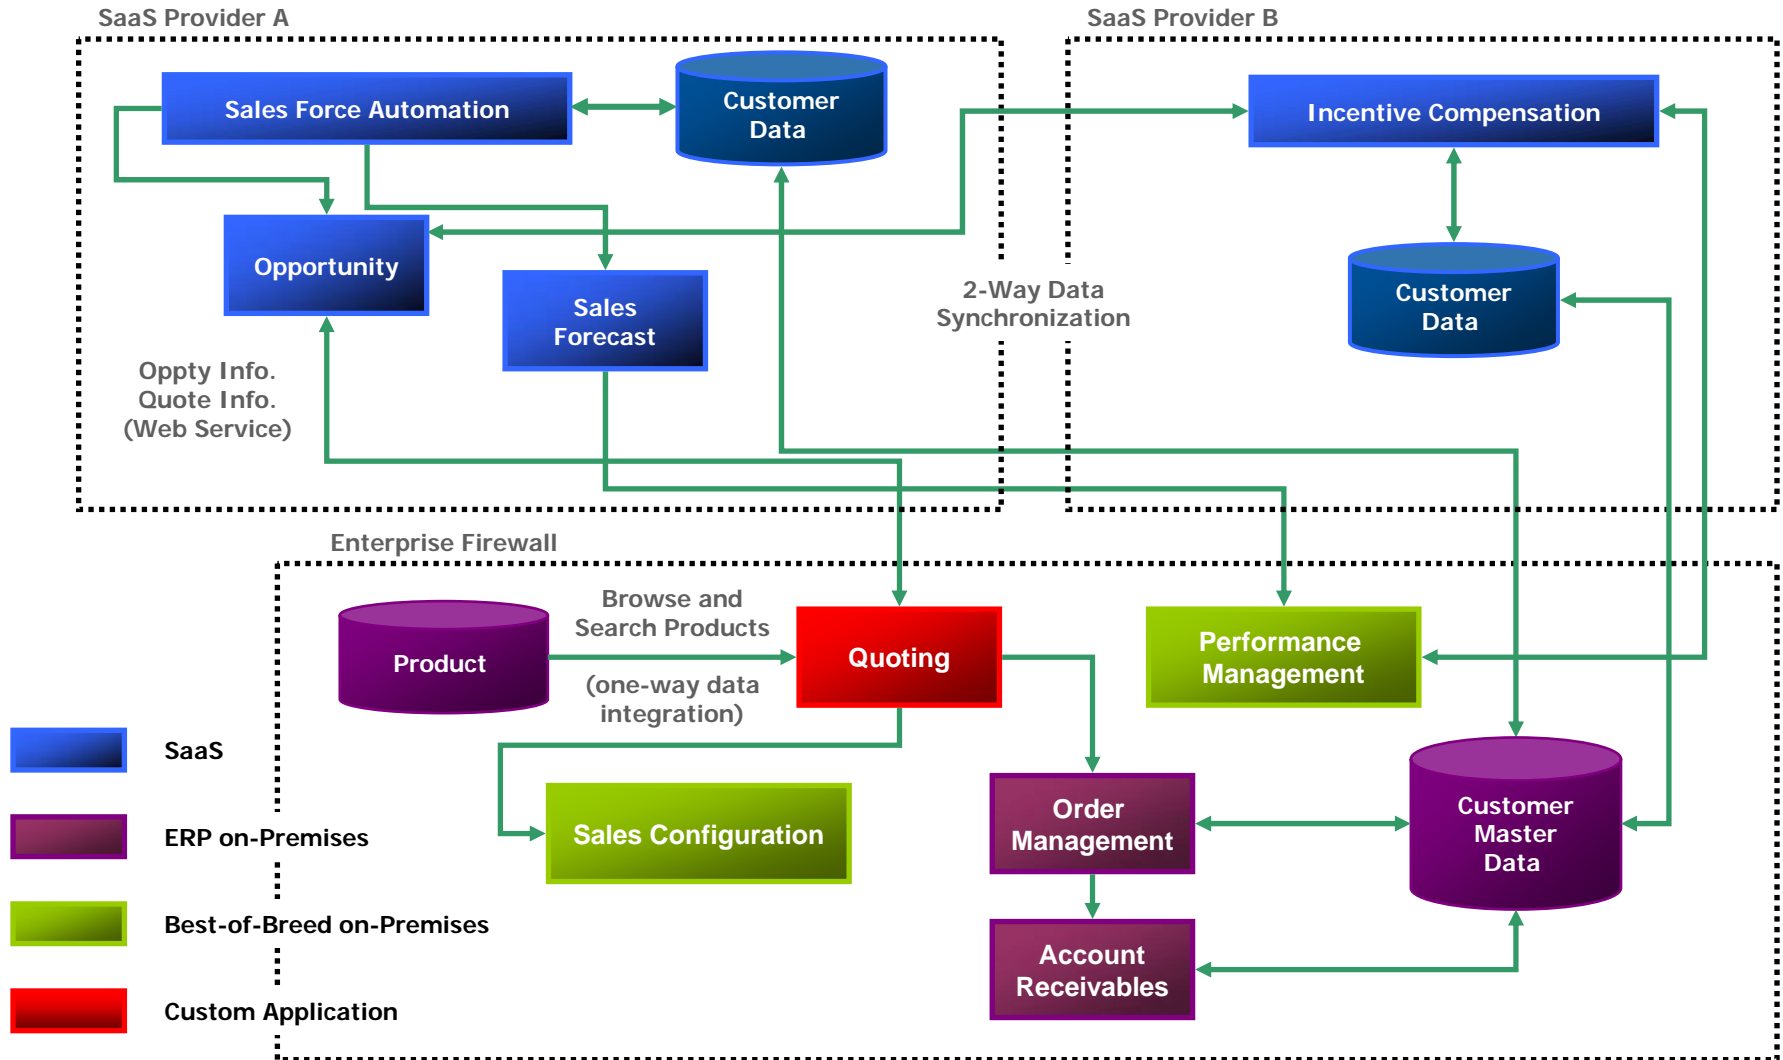 SaaS Provider A
SaaS Provider B
Sales Force Automation
Customer
Data
Incentive Compensation
Opportunity
Sales
Forecast
2-Way Data
Synchronization
Customer
Data
Oppty Info.
Quote Info.
(Web Service)
Enterprise Firewall
Product
Browse and
Search Products
(one-way data
integration)
Quoting
Performance
Management
Sales Configuration
Order
Management
Customer
Master
Data
Account
Receivables
SaaS
ERP on-Premises
Best-of-Breed on-Premises
Custom Application